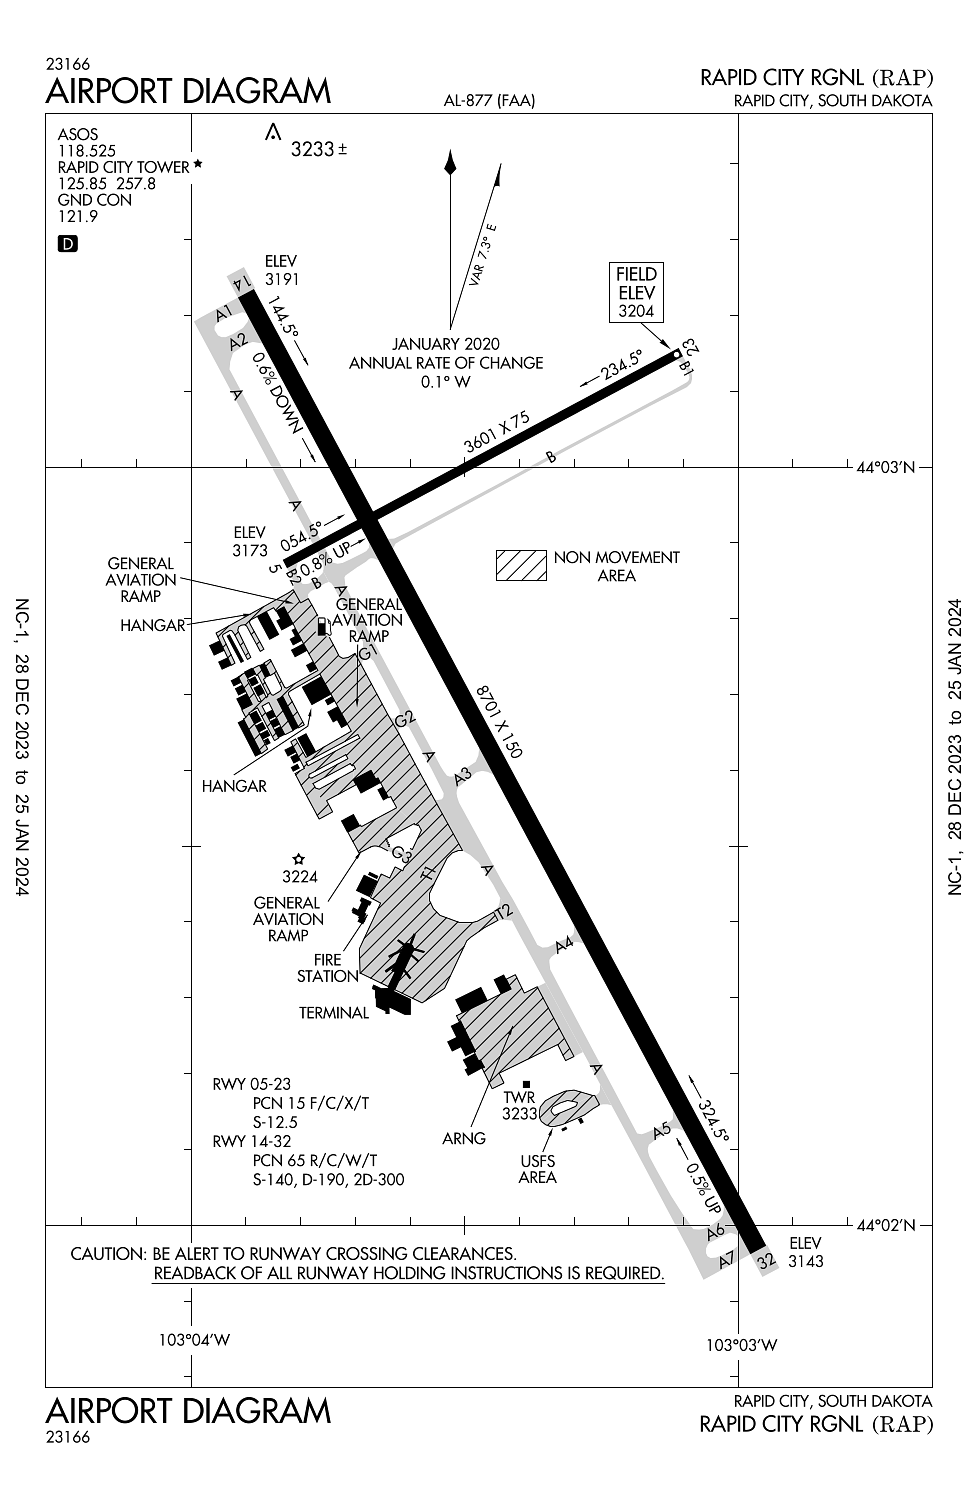 23166
AIRPORT DIAGRAM
AL-877 (FAA)
RAPID CITY RGNL (RAP)
RAPID CITY, SOUTH DAKOTA
ASOS
118.525
RAPID CITY TOWER★
125.85 257.8
GND CON
121.9
D
3233 ±
VAR 7.3° E
JANUARY 2020
ANNUAL RATE OF CHANGE
0.1° W
ELEV
3191
14
144.5°
A1
A2
A
0.6% DOWN
FIELD
ELEV
3204
23
B1
234.5°
3601 X 75
B
44°03'N
A
ELEV
3173
054.5°
0.8% UP
5
B2
B
A
NON MOVEMENT
AREA
GENERAL
AVIATION
RAMP
HANGAR
GENERAL
AVIATION
RAMP
G1
G2
8701 X 150
A
A3
HANGAR
G3
3224
T1
A
T2
GENERAL
AVIATION
RAMP
FIRE
STATION
TERMINAL
A4
A
TWR
3233
ARNG
USFS
AREA
RWY 05-23
PCN 15 F/C/X/T
S-12.5
RWY 14-32
PCN 65 R/C/W/T
S-140, D-190, 2D-300
324.5°
A5
0.5% UP
A6
A7
32
44°02'N
ELEV
3143
CAUTION: BE ALERT TO RUNWAY CROSSING CLEARANCES.
READBACK OF ALL RUNWAY HOLDING INSTRUCTIONS IS REQUIRED.
103°04'W
103°03'W
NC-1, 28 DEC 2023 to 25 JAN 2024
NC-1, 28 DEC 2023 to 25 JAN 2024
AIRPORT DIAGRAM
23166
RAPID CITY, SOUTH DAKOTA
RAPID CITY RGNL (RAP)